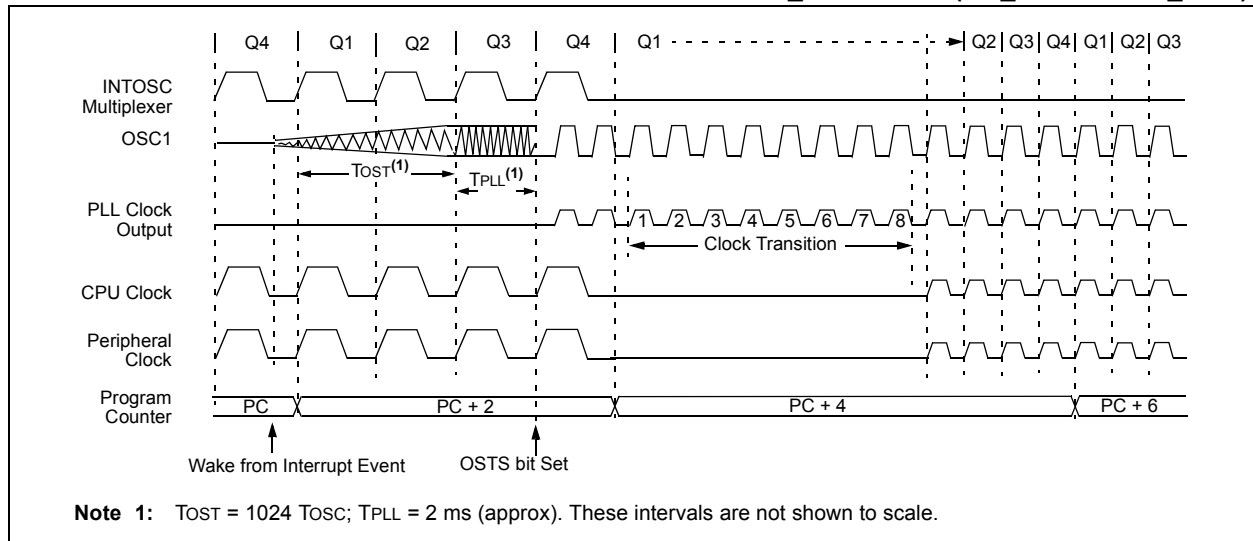 Q4 Q1 Q2 Q3 Q4 Q1 Q2 Q3 Q4 Q1 Q2 Q3
INTOSC
Multiplexer
OSC1
TOST(1)
TPLL(1)
PLL Clock
Output
1 2 3 4 5 6 7 8
Clock Transition
CPU Clock
Peripheral
Clock
Program
Counter
PC PC + 2 PC + 4 PC + 6
Wake from Interrupt Event
OSTS bit Set
Note 1: TOST = 1024 TOSC; TPLL = 2 ms (approx). These intervals are not shown to scale.